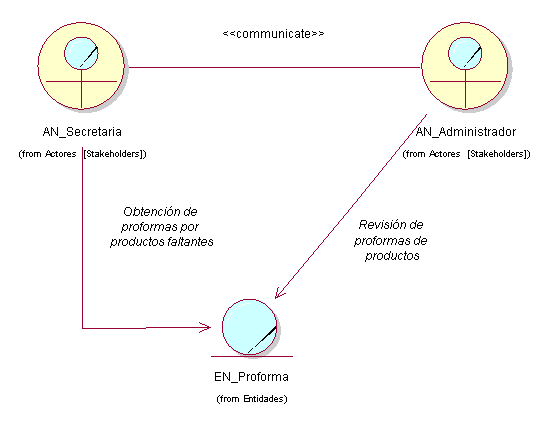 <<communicate>>
AN_Secretaria
(from Actores [Stakeholders])
AN_Administrador
(from Actores [Stakeholders])
Obtención de
proformas por
productos faltantes
Revisión de
proformas de
productos
EN_Proforma
(from Entidades)